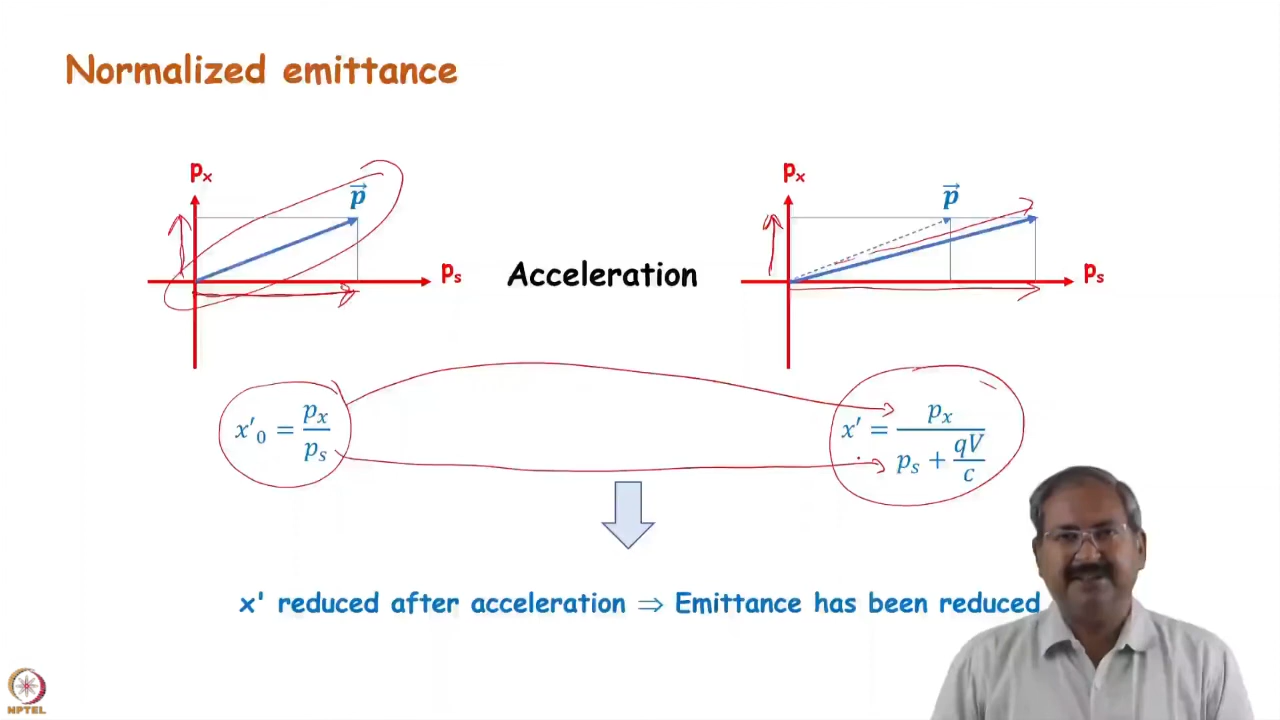 Normalized emittance
pₓ
p⃗
pₛ
Acceleration
pₓ
p⃗
pₛ
x'₀ = pₓ / pₛ
x' = pₓ / (pₛ + qV/c)
x' reduced after acceleration ⇒ Emittance has been reduced
NPTEL